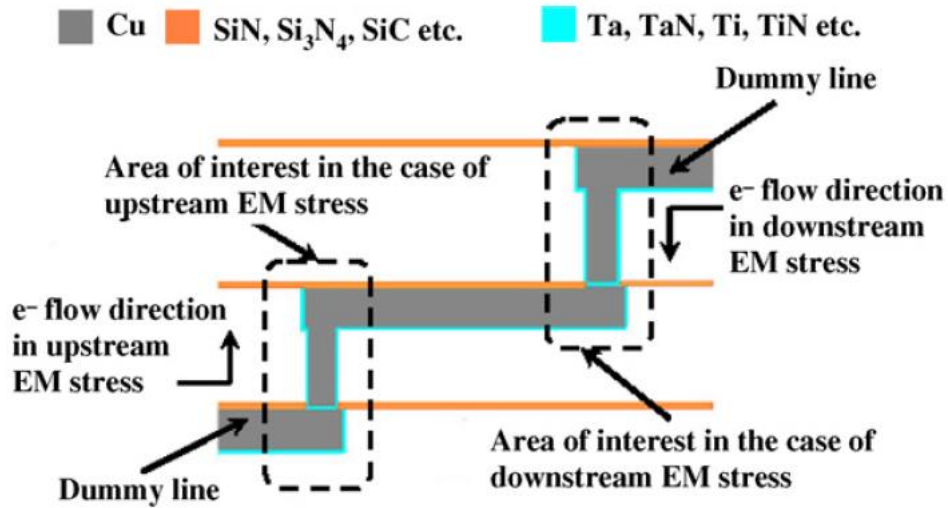 Cu SiN, Si₃N₄, SiC etc. Ta, TaN, Ti, TiN etc.
Dummy line
Area of interest in the case of
upstream EM stress
e⁻ flow direction
in downstream
EM stress
e⁻ flow direction
in upstream
EM stress
Area of interest in the case of
downstream EM stress
Dummy line